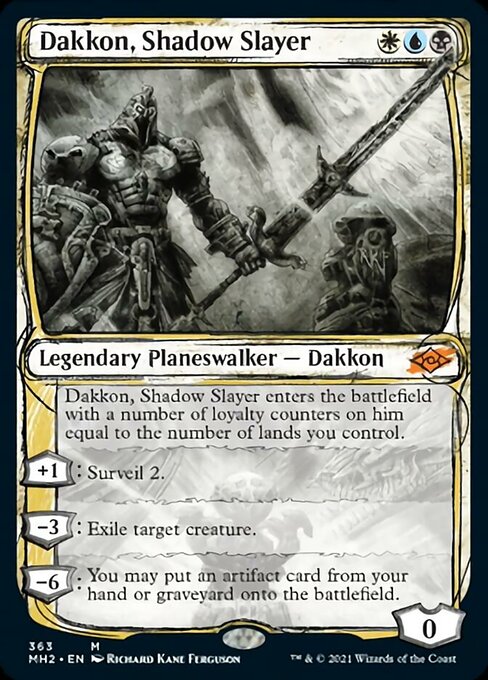 Dakkon, Shadow Slayer
RKF
Legendary Planeswalker — Dakkon
Dakkon, Shadow Slayer enters the battlefield
with a number of loyalty counters on him
equal to the number of lands you control.
+1: Surveil 2.
−3: Exile target creature.
−6: You may put an artifact card from your
hand or graveyard onto the battlefield.
0
363 M
MH2 • EN Richard Kane Ferguson
™ & © 2021 Wizards of the Coast